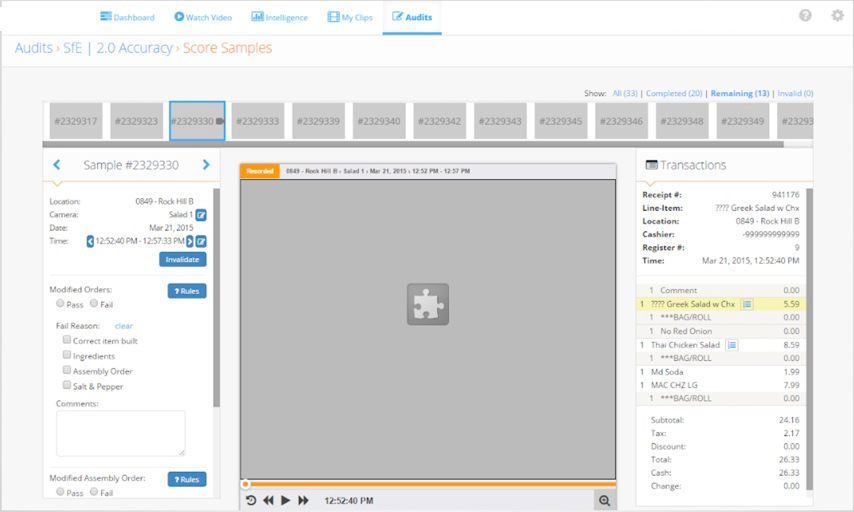 Dashboard Watch Video Intelligence My Clips Audits
Audits › SfE | 2.0 Accuracy › Score Samples
Show: All (33) | Completed (20) | Remaining (13) | Invalid (0)
#2329317 #2329323 #2329330 #2329333 #2329339 #2329340 #2329342 #2329343 #2329345 #2329346 #2329348 #2329349 #23293
Sample #2329330
Location: 0849 - Rock Hill B
Camera: Salad 1
Date: Mar 21, 2015
Time: 12:52:40 PM - 12:57:33 PM
Invalidate
Modified Orders: ? Rules
Pass Fail
Fail Reason: clear
Correct item built
Ingredients
Assembly Order
Salt & Pepper
Comments:
Modified Assembly Order: ? Rules
Pass Fail
Recorded 0849 - Rock Hill B › Salad 1 › Mar 21, 2015 › 12:52 PM - 12:57 PM
12:52:40 PM
Transactions
Receipt #: 941176
Line-Item: ???? Greek Salad w Chx
Location: 0849 - Rock Hill B
Cashier: -999999999999
Register #: 9
Time: Mar 21, 2015, 12:52:40 PM
1 Comment 0.00
1 ???? Greek Salad w Chx 5.59
1 ***BAG/ROLL 0.00
1 No Red Onion 0.00
1 Thai Chicken Salad 8.59
1 ***BAG/ROLL 0.00
1 Md Soda 1.99
1 MAC CHZ LG 7.99
1 ***BAG/ROLL 0.00
Subtotal: 24.16
Tax: 2.17
Discount: 0.00
Total: 26.33
Cash: 26.33
Change: 0.00